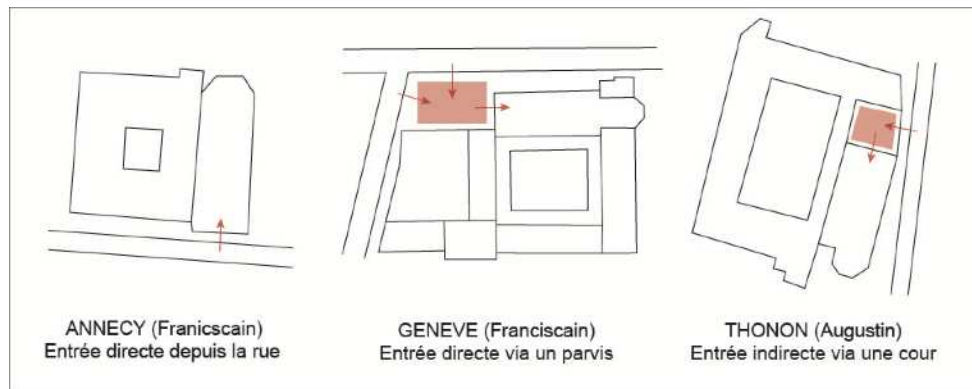 ANNECY (Franicscain)
Entrée directe depuis la rue
GENEVE (Franciscain)
Entrée directe via un parvis
THONON (Augustin)
Entrée indirecte via une cour